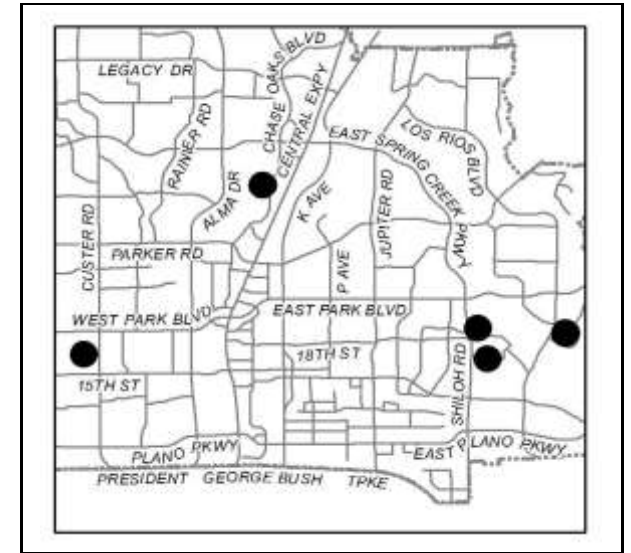 CHASE OAKS BLVD
LEGACY DR
CENTRAL EXPY
RAINIER RD
LOS RIOS BLVD
EAST SPRING CREEK PKWY
ALMA DR
K AVE
JUPITER RD
CUSTER RD
PARKER RD
P AVE
WEST PARK BLVD
EAST PARK BLVD
18TH ST
15TH ST
SHILOH RD
PLANO PKWY
EAST PLANO PKWY
PRESIDENT GEORGE BUSH TPKE